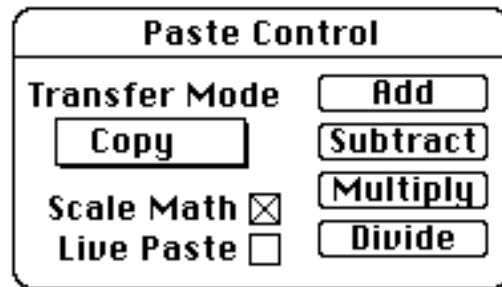 Paste Control
Transfer Mode
Copy
Scale Math
Live Paste
Add
Subtract
Multiply
Divide